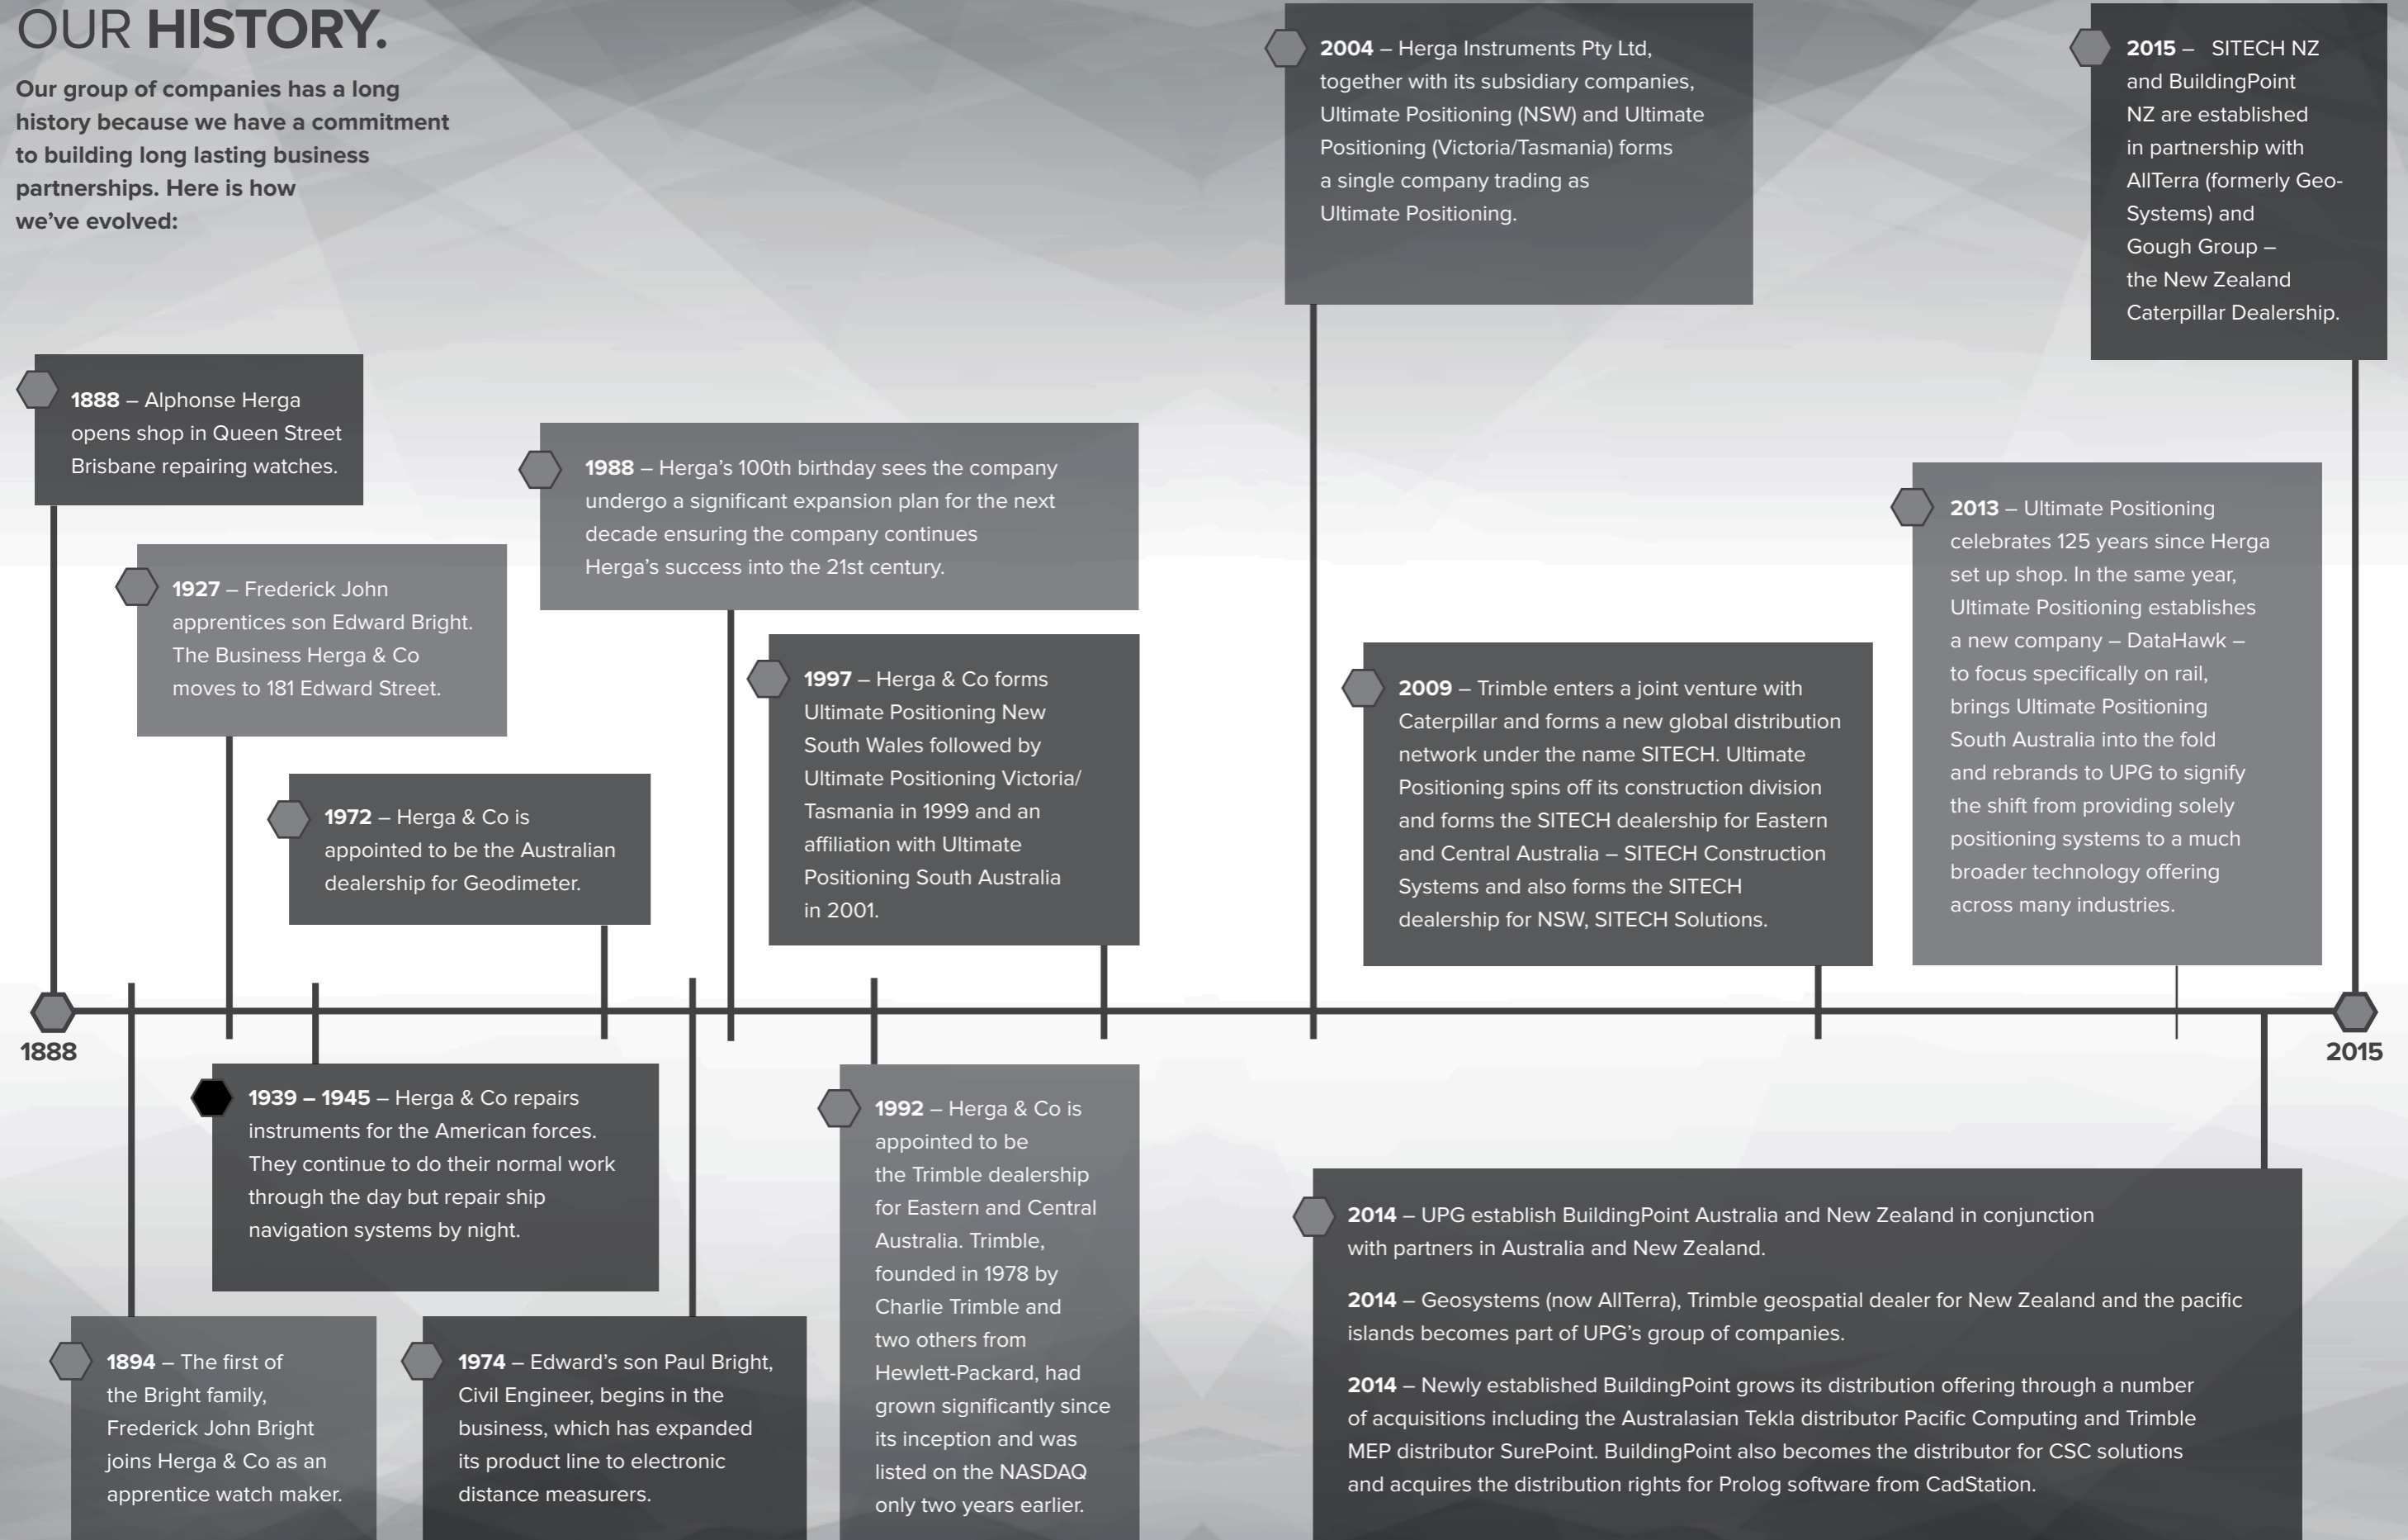 OUR HISTORY.
Our group of companies has a long
history because we have a commitment
to building long lasting business
partnerships. Here is how
we’ve evolved:
1888 – Alphonse Herga
opens shop in Queen Street
Brisbane repairing watches.
1894 – The first of
the Bright family,
Frederick John Bright
joins Herga & Co as an
apprentice watch maker.
1927 – Frederick John
apprentices son Edward Bright.
The Business Herga & Co
moves to 181 Edward Street.
1939 – 1945 – Herga & Co repairs
instruments for the American forces.
They continue to do their normal work
through the day but repair ship
navigation systems by night.
1972 – Herga & Co is
appointed to be the Australian
dealership for Geodimeter.
1974 – Edward’s son Paul Bright,
Civil Engineer, begins in the
business, which has expanded
its product line to electronic
distance measurers.
1988 – Herga’s 100th birthday sees the company
undergo a significant expansion plan for the next
decade ensuring the company continues
Herga’s success into the 21st century.
1992 – Herga & Co is
appointed to be
the Trimble dealership
for Eastern and Central
Australia. Trimble,
founded in 1978 by
Charlie Trimble and
two others from
Hewlett-Packard, had
grown significantly since
its inception and was
listed on the NASDAQ
only two years earlier.
1997 – Herga & Co forms
Ultimate Positioning New
South Wales followed by
Ultimate Positioning Victoria/
Tasmania in 1999 and an
affiliation with Ultimate
Positioning South Australia
in 2001.
2004 – Herga Instruments Pty Ltd,
together with its subsidiary companies,
Ultimate Positioning (NSW) and Ultimate
Positioning (Victoria/Tasmania) forms
a single company trading as
Ultimate Positioning.
2009 – Trimble enters a joint venture with
Caterpillar and forms a new global distribution
network under the name SITECH. Ultimate
Positioning spins off its construction division
and forms the SITECH dealership for Eastern
and Central Australia – SITECH Construction
Systems and also forms the SITECH
dealership for NSW, SITECH Solutions.
2013 – Ultimate Positioning
celebrates 125 years since Herga
set up shop. In the same year,
Ultimate Positioning establishes
a new company – DataHawk –
to focus specifically on rail,
brings Ultimate Positioning
South Australia into the fold
and rebrands to UPG to signify
the shift from providing solely
positioning systems to a much
broader technology offering
across many industries.
2014 – UPG establish BuildingPoint Australia and New Zealand in conjunction
with partners in Australia and New Zealand.
2014 – Geosystems (now AllTerra), Trimble geospatial dealer for New Zealand and the pacific
islands becomes part of UPG’s group of companies.
2014 – Newly established BuildingPoint grows its distribution offering through a number
of acquisitions including the Australasian Tekla distributor Pacific Computing and Trimble
MEP distributor SurePoint. BuildingPoint also becomes the distributor for CSC solutions
and acquires the distribution rights for Prolog software from CadStation.
2015 – SITECH NZ
and BuildingPoint
NZ are established
in partnership with
AllTerra (formerly Geo-
Systems) and
Gough Group –
the New Zealand
Caterpillar Dealership.
1888
2015